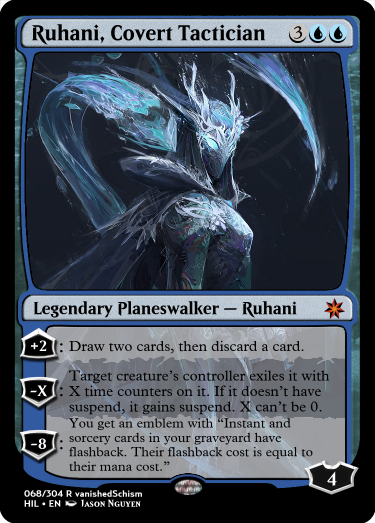 Ruhani, Covert Tactician 3
Legendary Planeswalker — Ruhani
+2: Draw two cards, then discard a card.
Target creature's controller exiles it with
-X: X time counters on it. If it doesn't have
suspend, it gains suspend. X can't be 0.
You get an emblem with “Instant and
sorcery cards in your graveyard have
-8: flashback. Their flashback cost is equal to
their mana cost.”
4
068/304 R vanishedSchism
HIL • EN Jason Nguyen